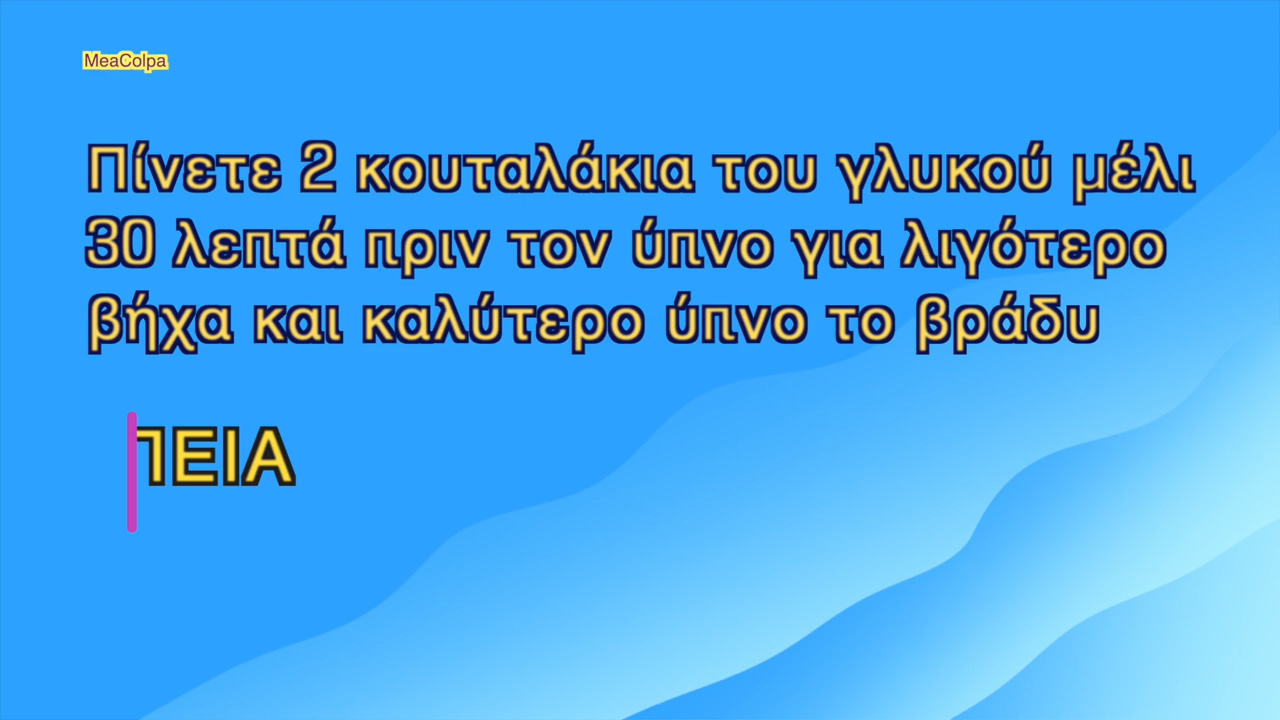 MeaColpa
Πίνετε 2 κουταλάκια του γλυκού μέλι
30 λεπτά πριν τον ύπνο για λιγότερο
βήχα και καλύτερο ύπνο το βράδυ